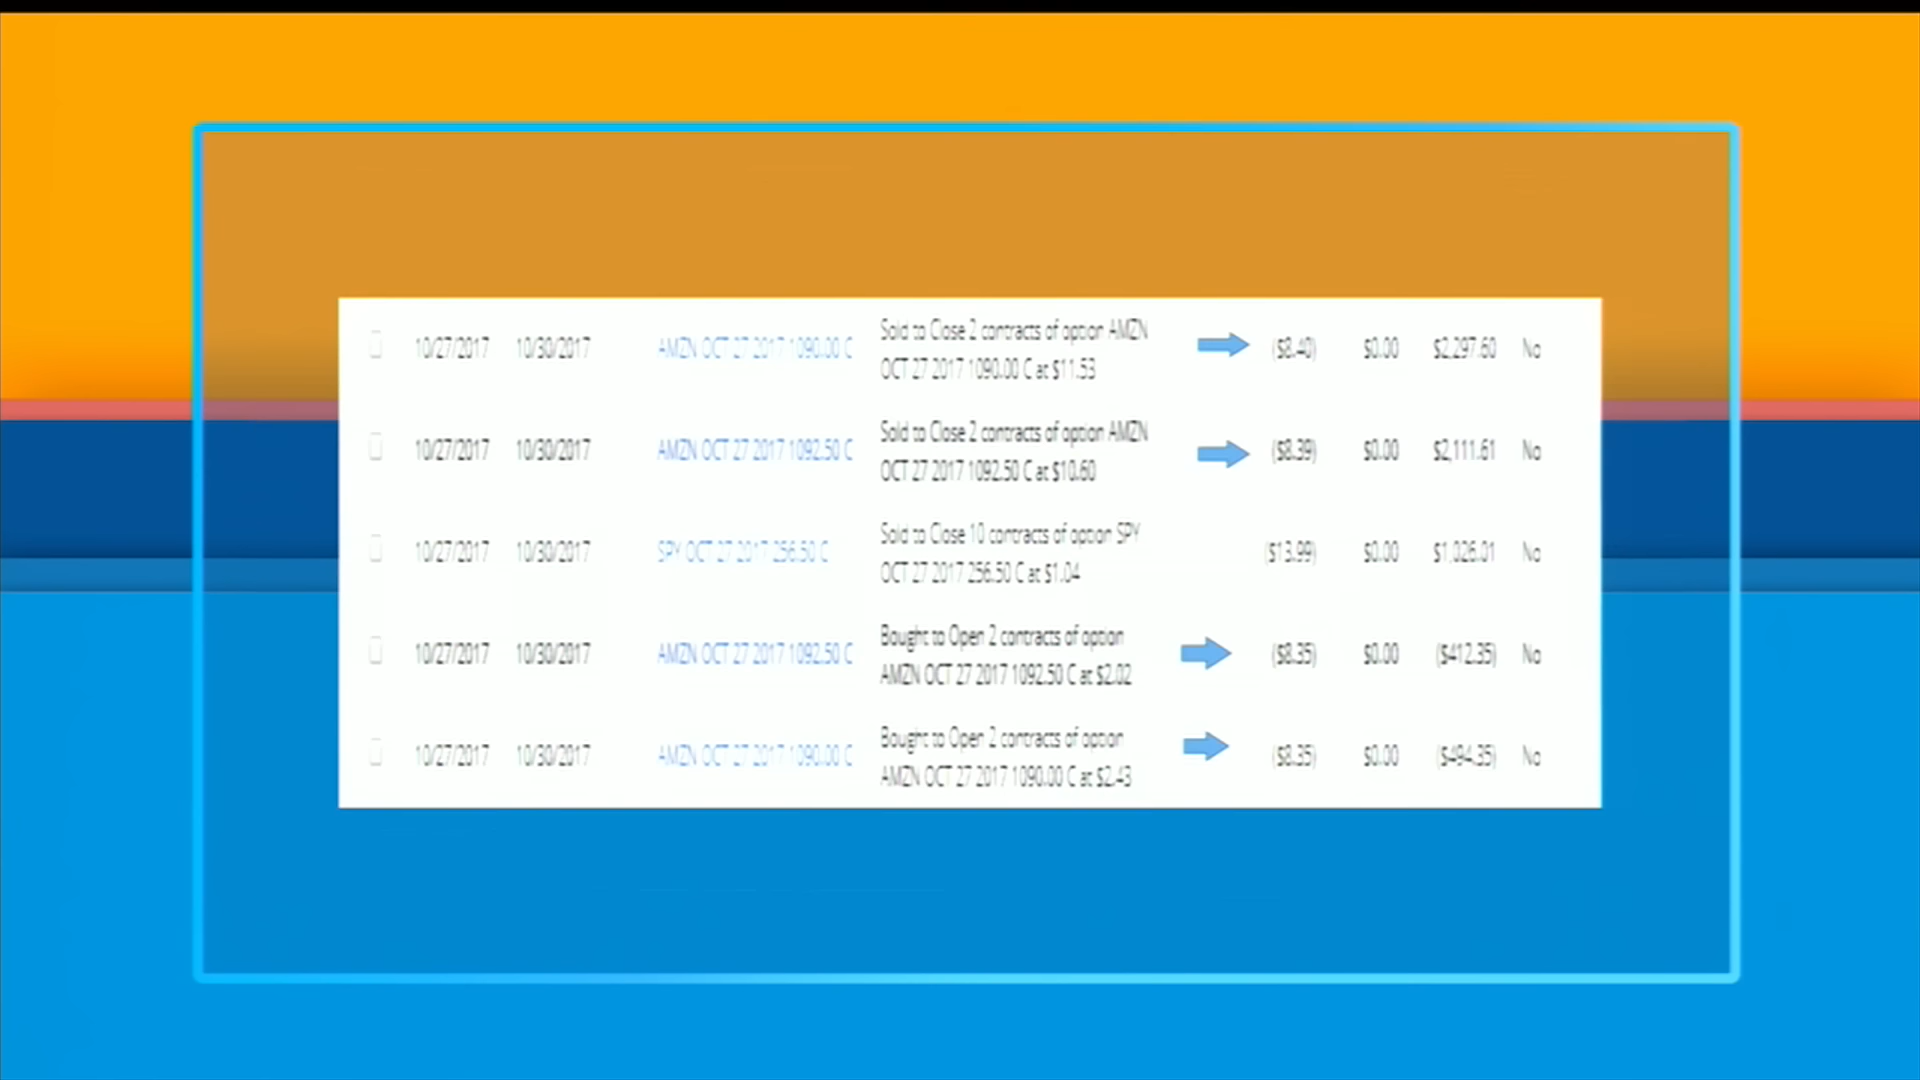 10/27/2017 10/30/2017 AMZN OCT 27 2017 1090.00 C Sold to Close 2 contracts of option AMZN ($8.40) $0.00 $2,297.60 No
OCT 27 2017 1090.00 C at $11.53
10/27/2017 10/30/2017 AMZN OCT 27 2017 1092.50 C Sold to Close 2 contracts of option AMZN ($8.39) $0.00 $2,111.61 No
OCT 27 2017 1092.50 C at $10.60
10/27/2017 10/30/2017 SPY OCT 27 2017 256.50 C Sold to Close 10 contracts of option SPY ($13.99) $0.00 $1,026.01 No
OCT 27 2017 256.50 C at $1.04
10/27/2017 10/30/2017 AMZN OCT 27 2017 1092.50 C Bought to Open 2 contracts of option ($8.35) $0.00 ($412.35) No
AMZN OCT 27 2017 1092.50 C at $2.02
10/27/2017 10/30/2017 AMZN OCT 27 2017 1090.00 C Bought to Open 2 contracts of option ($8.35) $0.00 ($494.35) No
AMZN OCT 27 2017 1090.00 C at $2.43